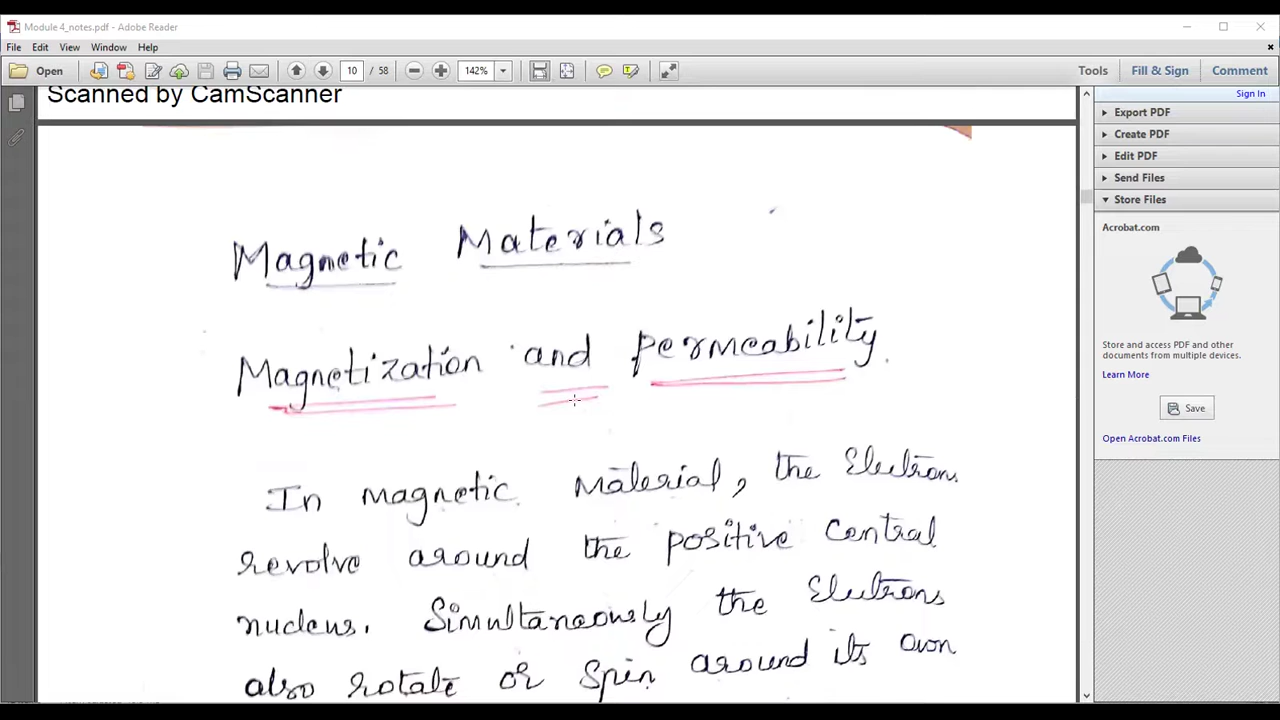 Module 4_notes.pdf - Adobe Reader
File Edit View Window Help
Open 10 / 58 142% Tools Fill & Sign Comment
Scanned by CamScanner
Sign In
Export PDF
Create PDF
Edit PDF
Send Files
Store Files
Acrobat.com
Store and access PDF and other
documents from multiple devices.
Learn More
Save
Open Acrobat.com Files
Magnetic Materials
Magnetization and permeability.
In magnetic Material, the Electron.
revolve around the positive central
nucleus. Simultaneously the Electrons
also rotate or spin around its own